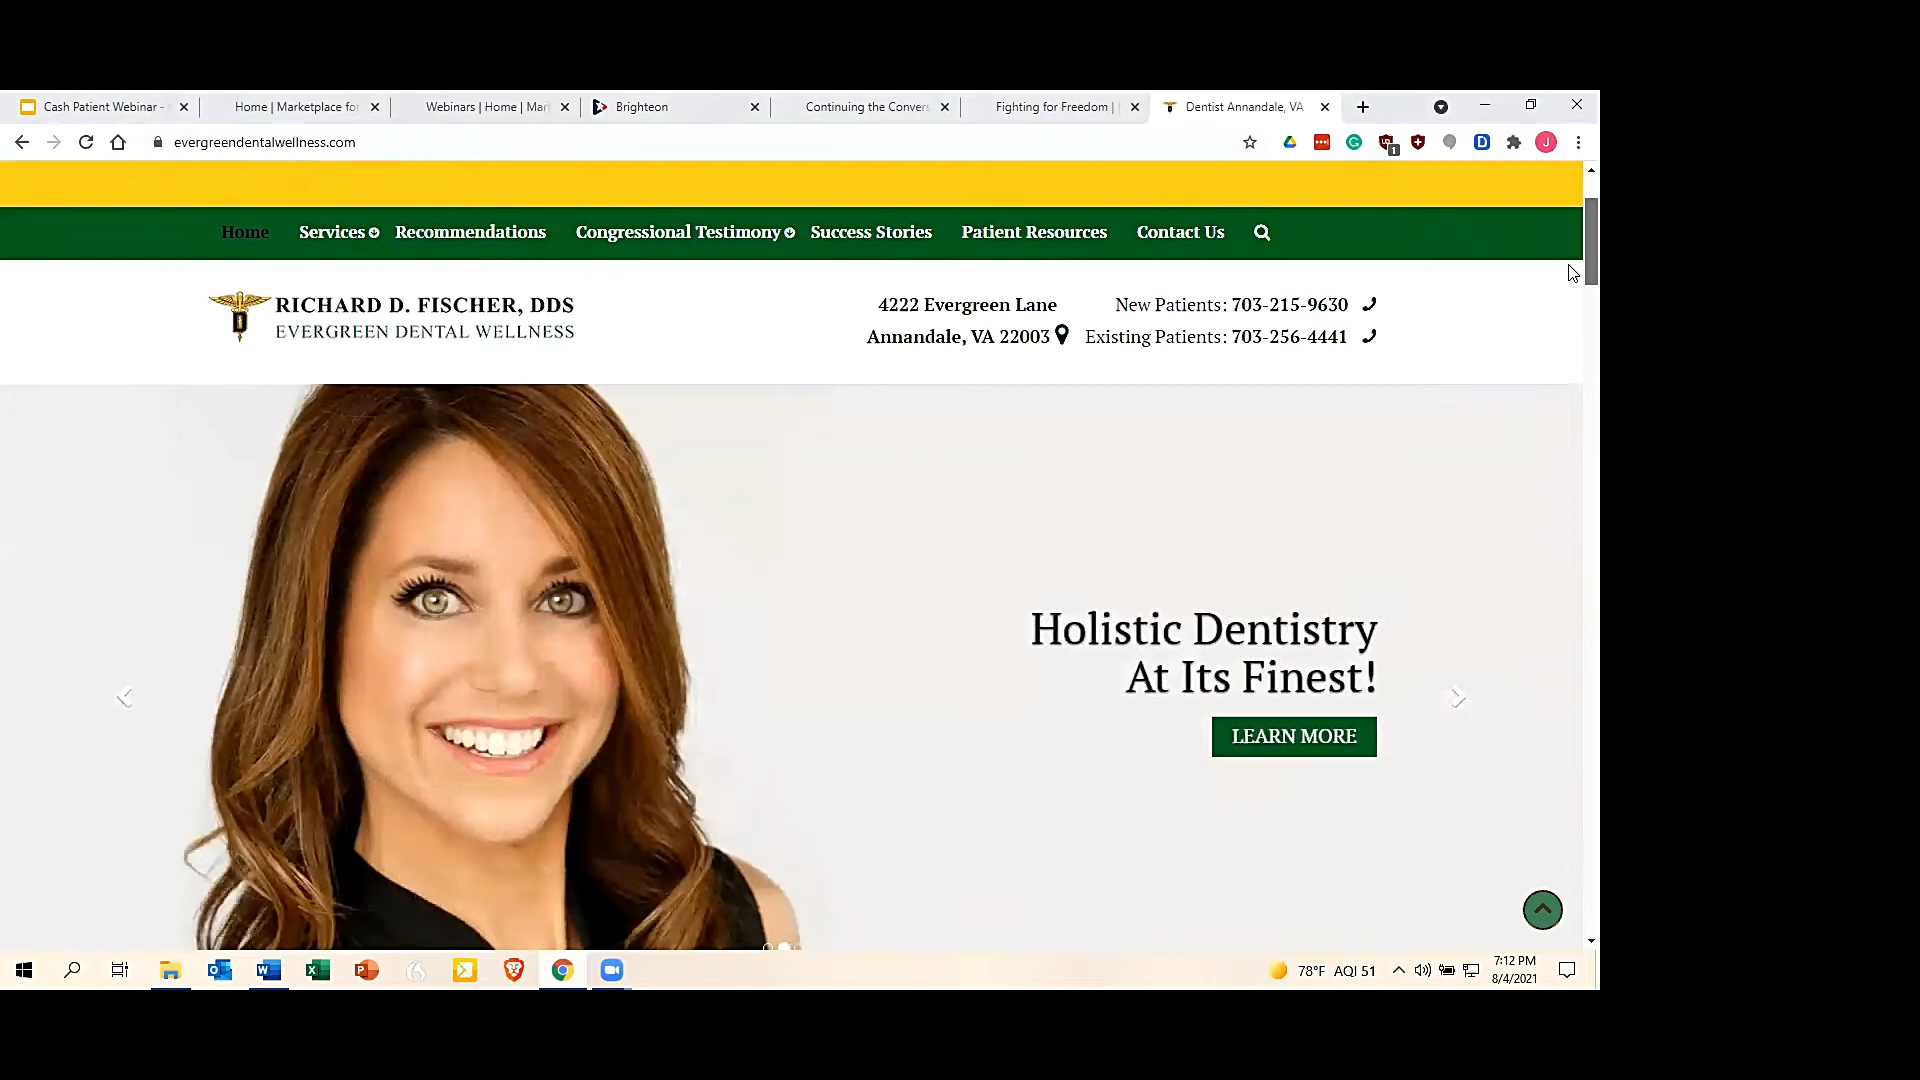 Cash Patient Webinar -
Home | Marketplace for
Webinars | Home | Mar
Brighteon
Continuing the Convers
Fighting for Freedom |
Dentist Annandale, VA
evergreendentalwellness.com
Home
Services
Recommendations
Congressional Testimony
Success Stories
Patient Resources
Contact Us
RICHARD D. FISCHER, DDS
EVERGREEN DENTAL WELLNESS
4222 Evergreen Lane
Annandale, VA 22003
New Patients: 703-215-9630
Existing Patients: 703-256-4441
Holistic Dentistry
At Its Finest!
LEARN MORE
78°F AQI 51
7:12 PM
8/4/2021